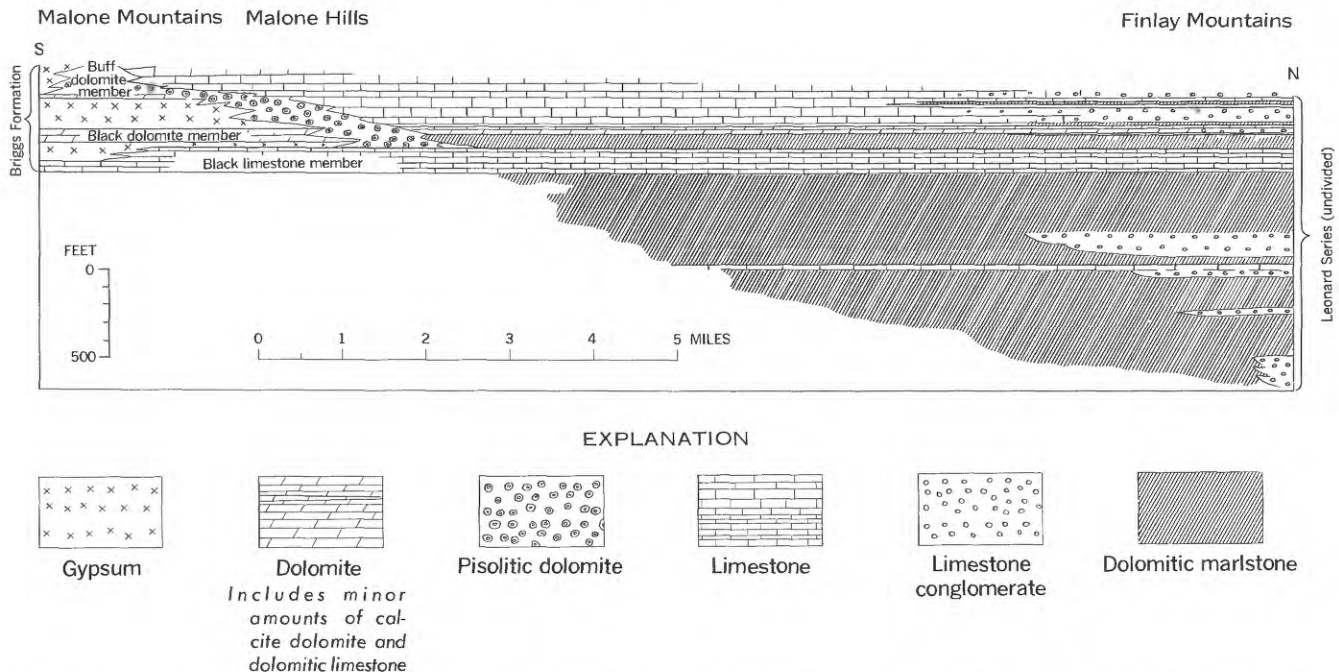 Malone Mountains Malone Hills Finlay Mountains
S
N
Buff
dolomite
member
Briggs Formation
Black dolomite member
Black limestone member
Leonard Series (undivided)
FEET
0
500
0 1 2 3 4 5 MILES
EXPLANATION
Gypsum
Dolomite
Includes minor
amounts of cal-
cite dolomite and
dolomitic limestone
Pisolitic dolomite
Limestone
Limestone
conglomerate
Dolomitic marlstone